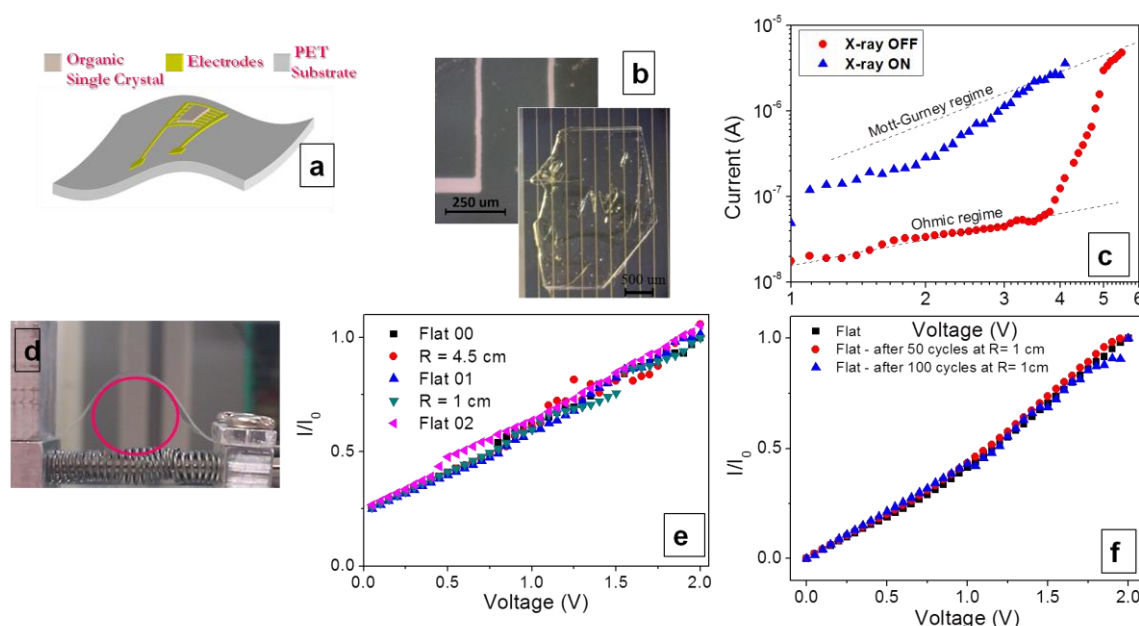 Organic
Single Crystal
Electrodes
PET
Substrate
a
b
250 um
500 um
10⁻⁵
10⁻⁶
10⁻⁷
10⁻⁸
Current (A)
X-ray OFF
X-ray ON
Mott-Gurney regime
Ohmic regime
c
1 2 3 4 5 6
Voltage (V)
d
1.0
0.5
0.0
I/I₀
Flat 00
R = 4.5 cm
Flat 01
R = 1 cm
Flat 02
e
0.0 0.5 1.0 1.5 2.0
Voltage (V)
1.0
0.5
0.0
I/I₀
Flat
Flat - after 50 cycles at R= 1 cm
Flat - after 100 cycles at R= 1cm
f
0.0 0.5 1.0 1.5 2.0
Voltage (V)